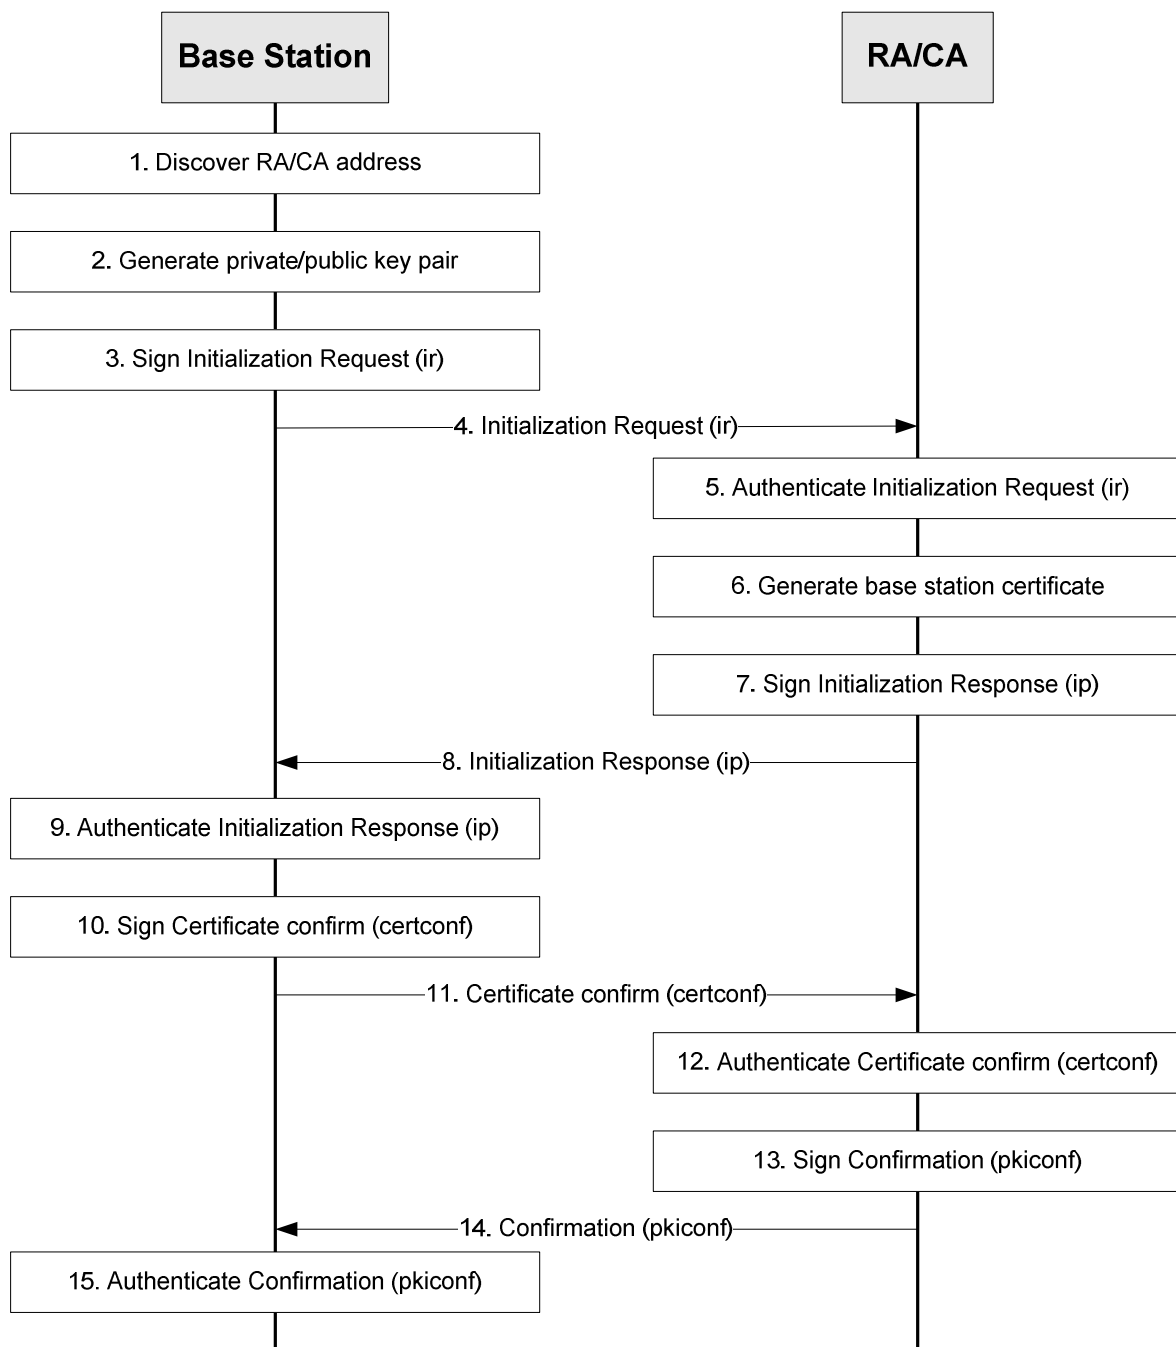 Base Station
RA/CA
1. Discover RA/CA address
2. Generate private/public key pair
3. Sign Initialization Request (ir)
4. Initialization Request (ir)
5. Authenticate Initialization Request (ir)
6. Generate base station certificate
7. Sign Initialization Response (ip)
8. Initialization Response (ip)
9. Authenticate Initialization Response (ip)
10. Sign Certificate confirm (certconf)
11. Certificate confirm (certconf)
12. Authenticate Certificate confirm (certconf)
13. Sign Confirmation (pkiconf)
14. Confirmation (pkiconf)
15. Authenticate Confirmation (pkiconf)